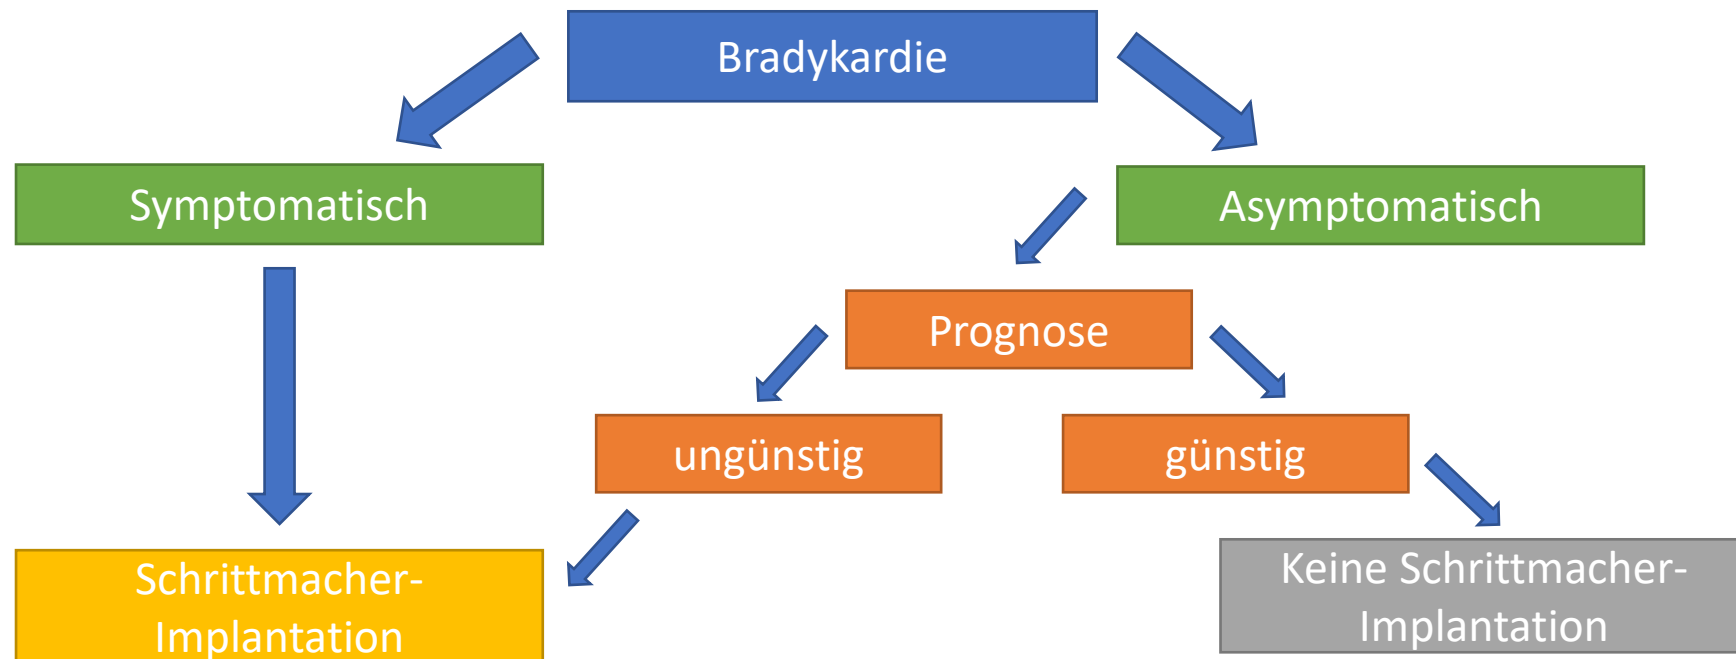 Bradykardie
Symptomatisch
Asymptomatisch
Prognose
ungünstig
günstig
Schrittmacher-
Implantation
Keine Schrittmacher-
Implantation